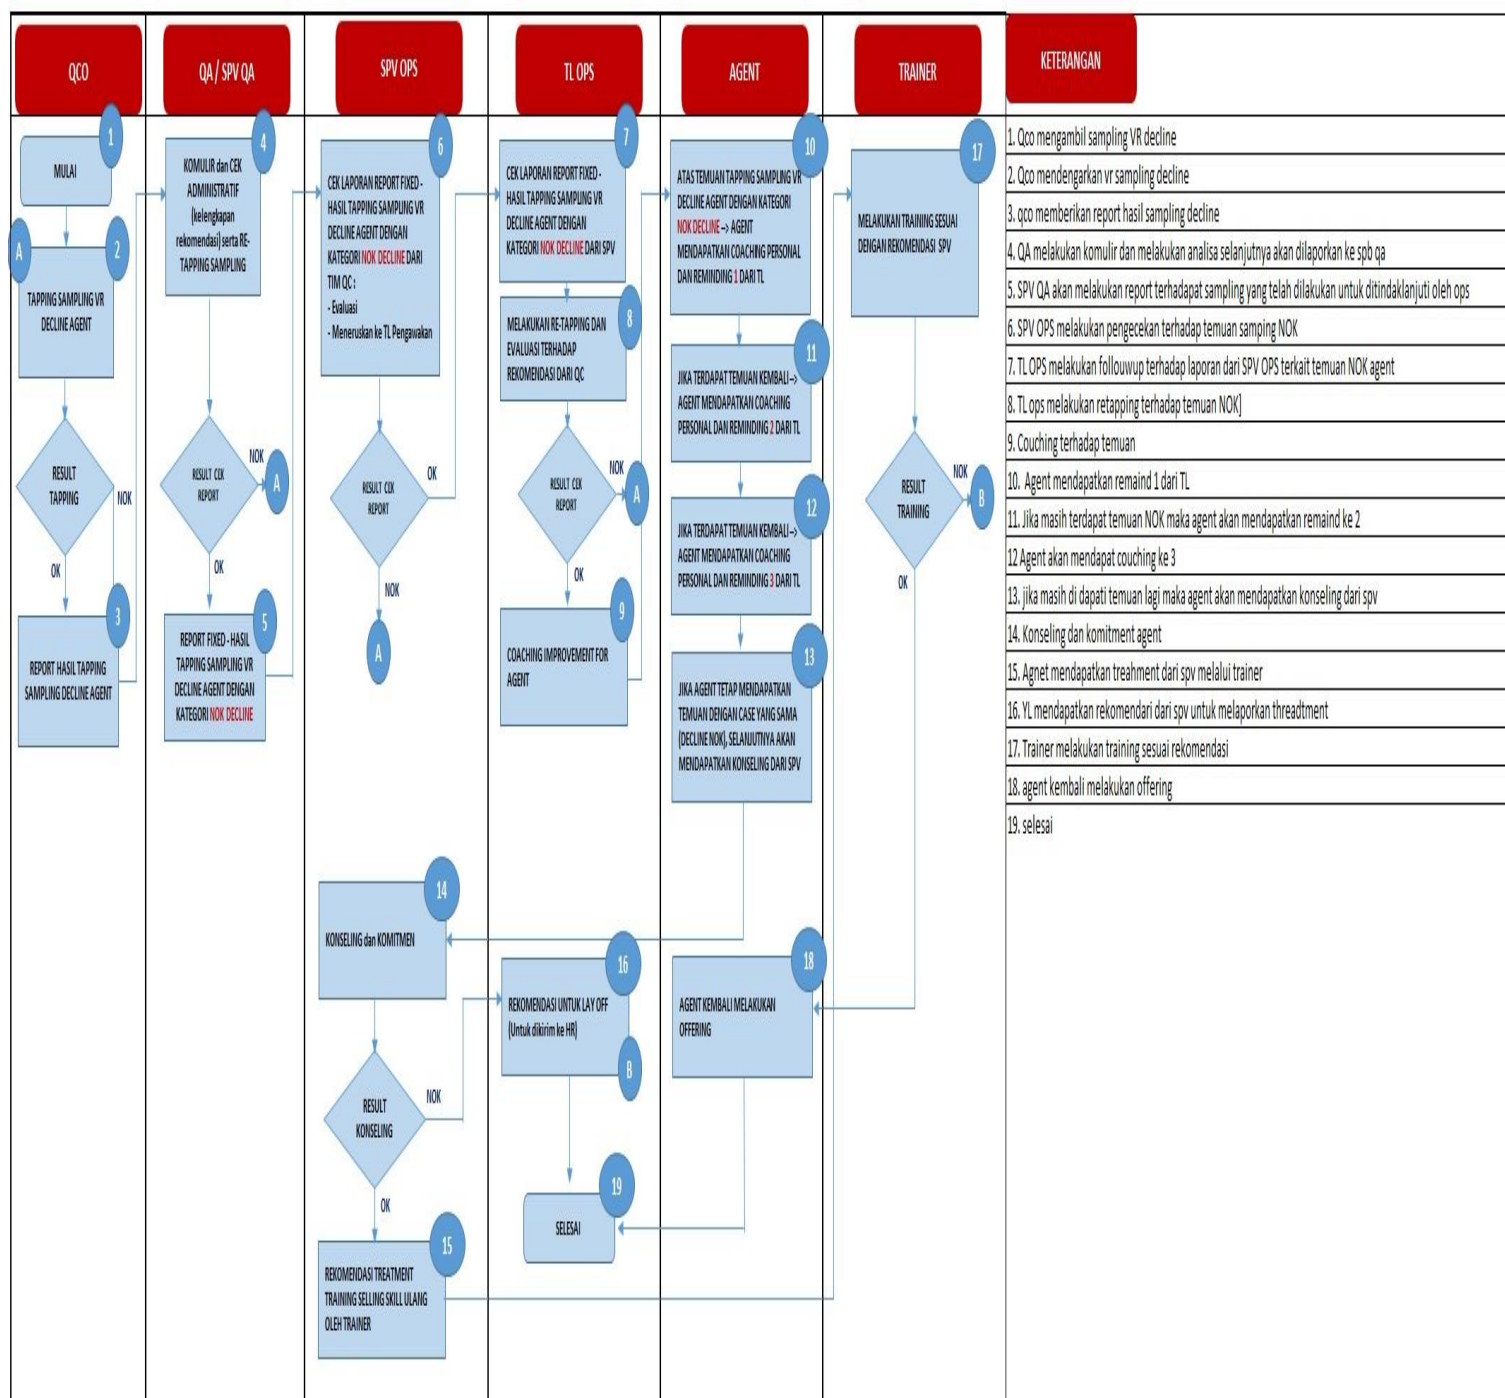 QCO
QA / SPV QA
SPV OPS
TL OPS
AGENT
TRAINER
KETERANGAN
1
MULAI
A
2
TAPPING SAMPLING VR
DECLINE AGENT
RESULT
TAPPING
NOK
OK
3
REPORT HASIL TAPPING
SAMPLING DECLINE AGENT
4
KOMULIR dan CEK
ADMINISTRATIF
(kelengkapan
rekomendasi) serta RE-
TAPPING SAMPLING
RESULT CEK
REPORT
NOK
A
OK
5
REPORT FIXED - HASIL
TAPPING SAMPLING VR
DECLINE AGENT DENGAN
KATEGORI NOK DECLINE
6
CEK LAPORAN REPORT FIXED -
HASIL TAPPING SAMPLING VR
DECLINE AGENT DENGAN
KATEGORI NOK DECLINE DARI
TIM QC :
- Evaluasi
- Meneruskan ke TL Pengawakan
RESULT CEK
REPORT
OK
NOK
A
7
CEK LAPORAN REPORT FIXED -
HASIL TAPPING SAMPLING VR
DECLINE AGENT DENGAN
KATEGORI NOK DECLINE DARI SPV
8
MELAKUKAN RE-TAPPING DAN
EVALUASI TERHADAP
REKOMENDASI DARI QC
RESULT CEK
REPORT
NOK
A
OK
9
COACHING IMPROVEMENT FOR
AGENT
10
ATAS TEMUAN TAPPING SAMPLING VR
DECLINE AGENT DENGAN KATEGORI
NOK DECLINE --> AGENT
MENDAPATKAN COACHING PERSONAL
DAN REMINDING 1 DARI TL
11
JIKA TERDAPAT TEMUAN KEMBALI -->
AGENT MENDAPATKAN COACHING
PERSONAL DAN REMINDING 2 DARI TL
12
JIKA TERDAPAT TEMUAN KEMBALI -->
AGENT MENDAPATKAN COACHING
PERSONAL DAN REMINDING 3 DARI TL
13
JIKA AGENT TETAP MENDAPATKAN
TEMUAN DENGAN CASE YANG SAMA
(DECLINE NOK), SELANJUTNYA AKAN
MENDAPATKAN KONSELING DARI SPV
17
MELAKUKAN TRAINING SESUAI
DENGAN REKOMENDASI SPV
RESULT
TRAINING
NOK
B
OK
14
KONSELING dan KOMITMEN
RESULT
KONSELING
NOK
OK
15
REKOMENDASI TREATMENT
TRAINING SELLING SKILL ULANG
OLEH TRAINER
16
REKOMENDASI UNTUK LAY OFF
(Untuk dikirim ke HR)
B
19
SELESAI
18
AGENT KEMBALI MELAKUKAN
OFFERING
1. Qco mengambil sampling VR decline
2. Qco mendengarkan vr sampling decline
3. qco memberikan report hasil sampling decline
4. QA melakukan komulir dan melakukan analisa selanjutnya akan dilaporkan ke spb qa
5. SPV QA akan melakukan report terhadapat sampling yang telah dilakukan untuk ditindaklanjuti oleh ops
6. SPV OPS melakukan pengecekan terhadap temuan samping NOK
7. TL OPS melakukan followwup terhadap laporan dari SPV OPS terkait temuan NOK agent
8. TL ops melakukan retapping terhadap temuan NOK]
9. Couching terhadap temuan
10. Agent mendapatkan remaind 1 dari TL
11. Jika masih terdapat temuan NOK maka agent akan mendapatkan remaind ke 2
12 Agent akan mendapat couching ke 3
13. jika masih di dapati temuan lagi maka agent akan mendapatkan konseling dari spv
14. Konseling dan komitment agent
15. Agnet mendapatkan treahment dari spv melalui trainer
16. YL mendapatkan rekomendari dari spv untuk melaporkan threadtment
17. Trainer melakukan training sesuai rekomendasi
18. agent kembali melakukan offering
19. selesai